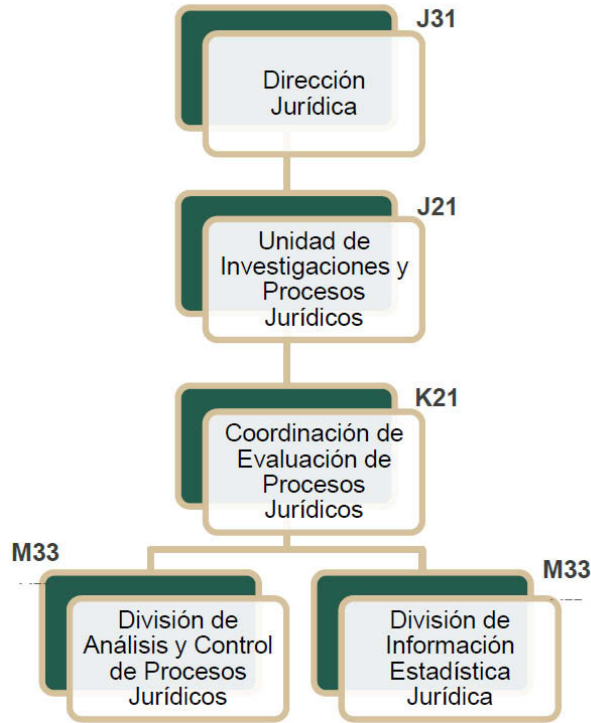 J31
Dirección
Jurídica
J21
Unidad de
Investigaciones y
Procesos
Jurídicos
K21
Coordinación de
Evaluación de
Procesos
Jurídicos
M33
División de
Análisis y Control
de Procesos
Jurídicos
M33
División de
Información
Estadística
Jurídica